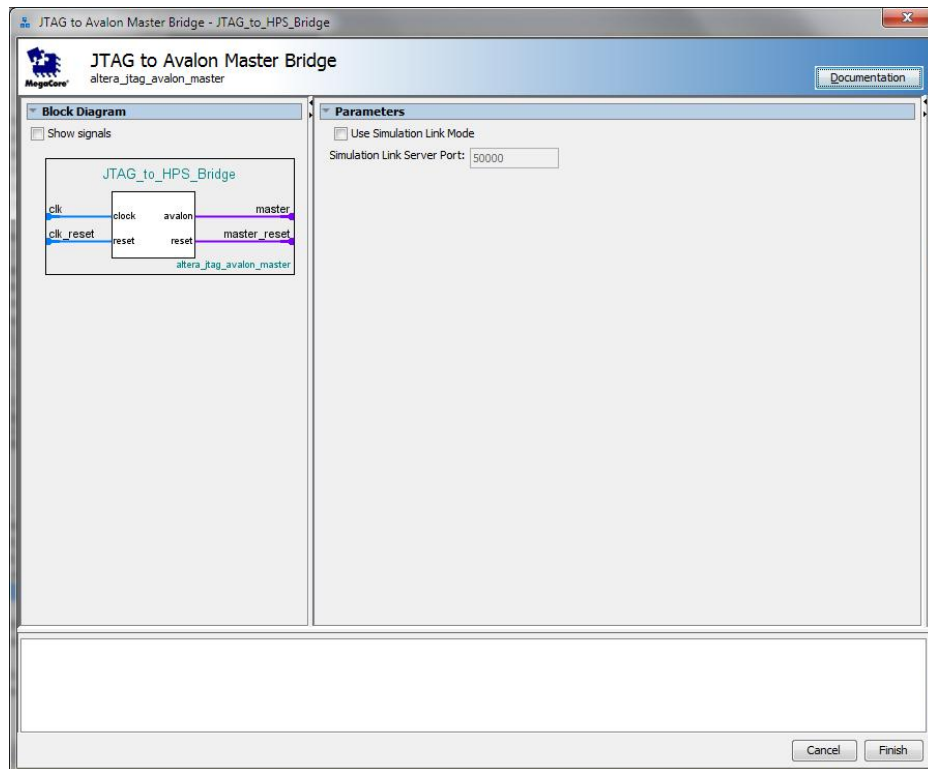 JTAG to Avalon Master Bridge - JTAG_to_HPS_Bridge
X
JTAG to Avalon Master Bridge
altera_jtag_avalon_master
MegaCore'
Documentation
Block Diagram
Show signals
JTAG_to_HPS_Bridge
clk
clock
avalon
master
clk_reset
reset
reset
master_reset
altera_jtag_avalon_master
Parameters
Use Simulation Link Mode
Simulation Link Server Port: 50000
Cancel
Finish